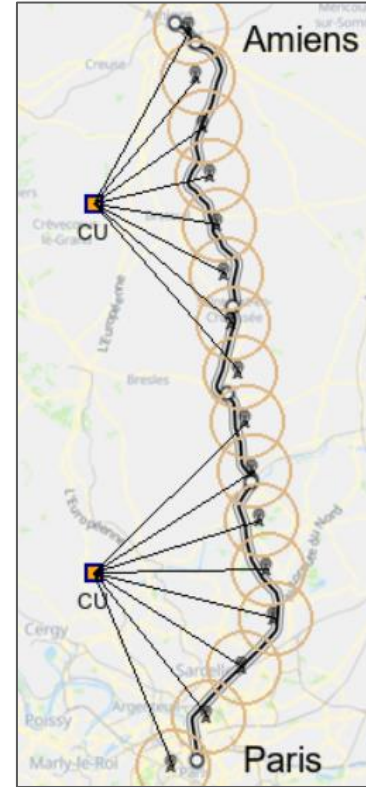 Amiens
Creuse
CU
Crèvecœur
le-Grand
L'Européenne
Bresles
L'Européenne
CU
Cergy
Sarcelles
Argenteuil
Poissy
Marly-le-Roi
Paris